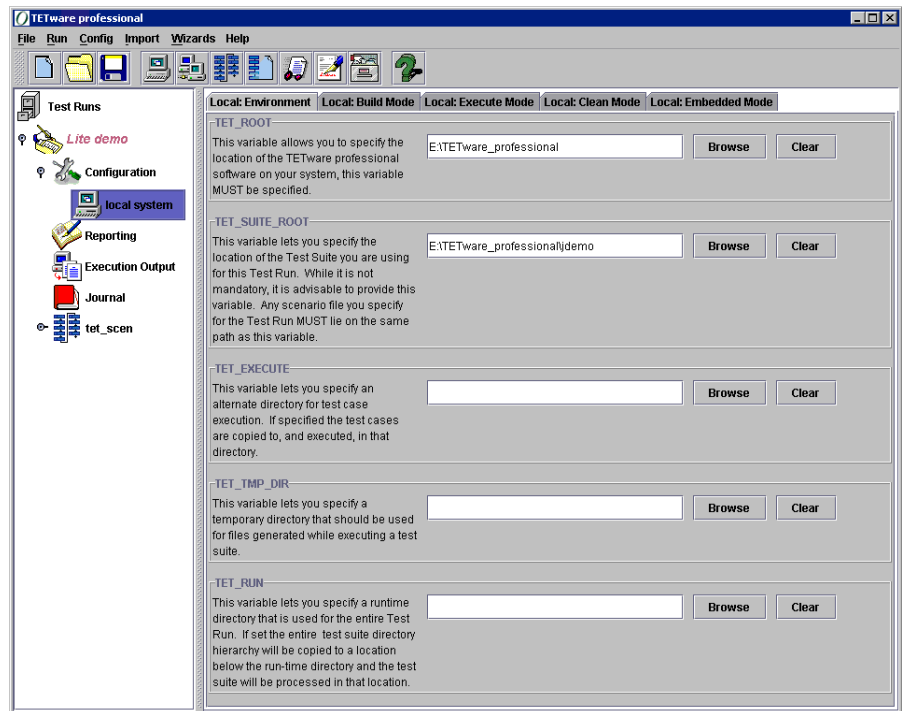 TETware professional
File Run Config Import Wizards Help
Test Runs
Lite demo
Configuration
local system
Reporting
Execution Output
Journal
tet_scen
Local: Environment Local: Build Mode Local: Execute Mode Local: Clean Mode Local: Embedded Mode
TET_ROOT
This variable allows you to specify the
location of the TETware professional
software on your system, this variable
MUST be specified.
E:\TETware_professional
Browse Clear
TET_SUITE_ROOT
This variable lets you specify the
location of the Test Suite you are using
for this Test Run. While it is not
mandatory, it is advisable to provide this
variable. Any scenario file you specify
for the Test Run MUST lie on the same
path as this variable.
E:\TETware_professional\jdemo
Browse Clear
TET_EXECUTE
This variable lets you specify an
alternate directory for test case
execution. If specified the test cases
are copied to, and executed, in that
directory.
Browse Clear
TET_TMP_DIR
This variable lets you specify a
temporary directory that should be used
for files generated while executing a test
suite.
Browse Clear
TET_RUN
This variable lets you specify a runtime
directory that is used for the entire Test
Run. If set the entire test suite directory
hierarchy will be copied to a location
below the run-time directory and the test
suite will be processed in that location.
Browse Clear